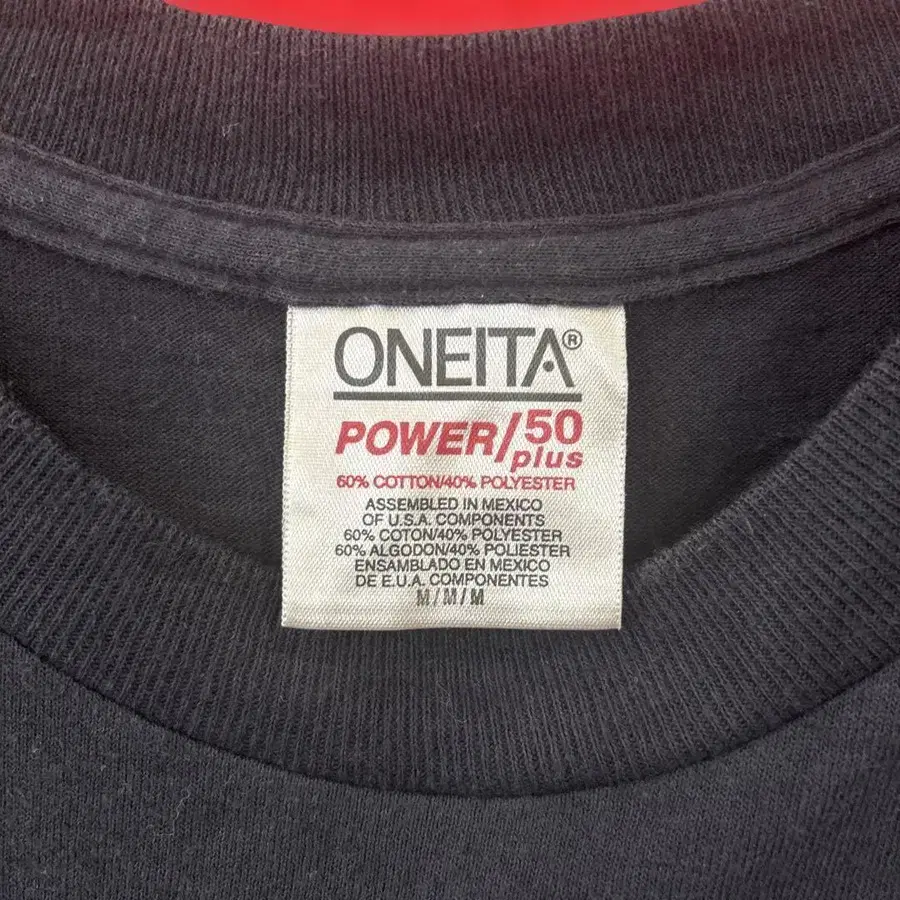 ONEITA®
POWER/50
plus
60% COTTON/40% POLYESTER
ASSEMBLED IN MEXICO
OF U.S.A. COMPONENTS
60% COTON/40% POLYESTER
60% ALGODON/40% POLIESTER
ENSAMBLADO EN MEXICO
DE E.U.A. COMPONENTES
M/M/M